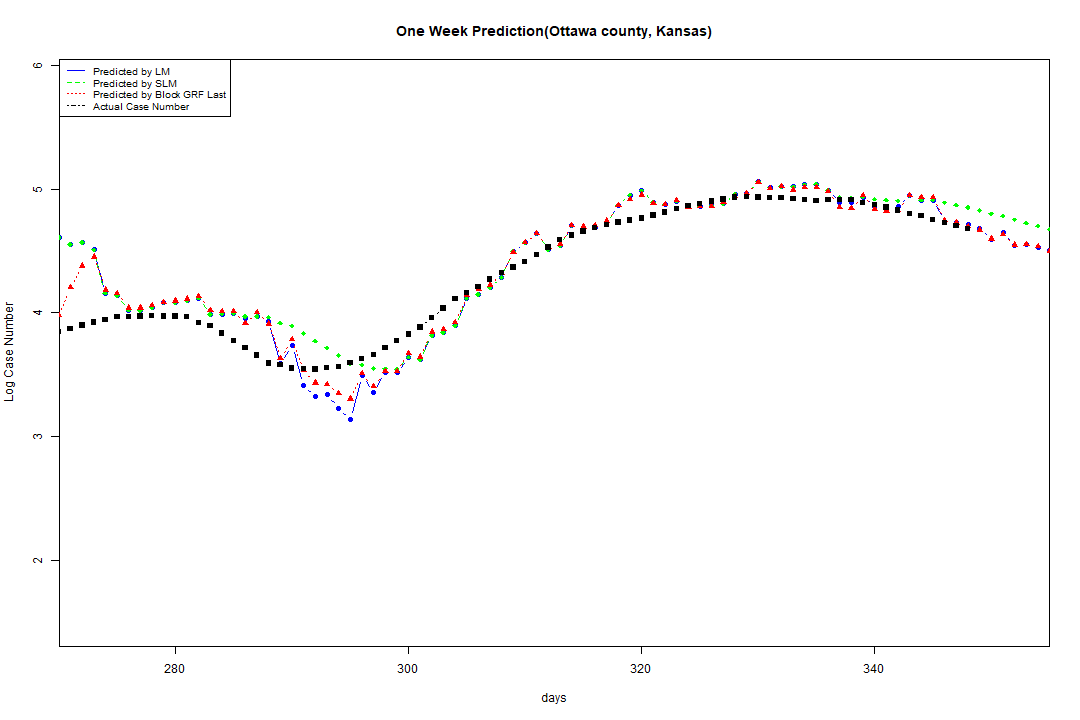 One Week Prediction(Ottawa county, Kansas)
Predicted by LM
Predicted by SLM
Predicted by Block GRF Last
Actual Case Number
6
5
4
3
2
Log Case Number
280 300 320 340
days